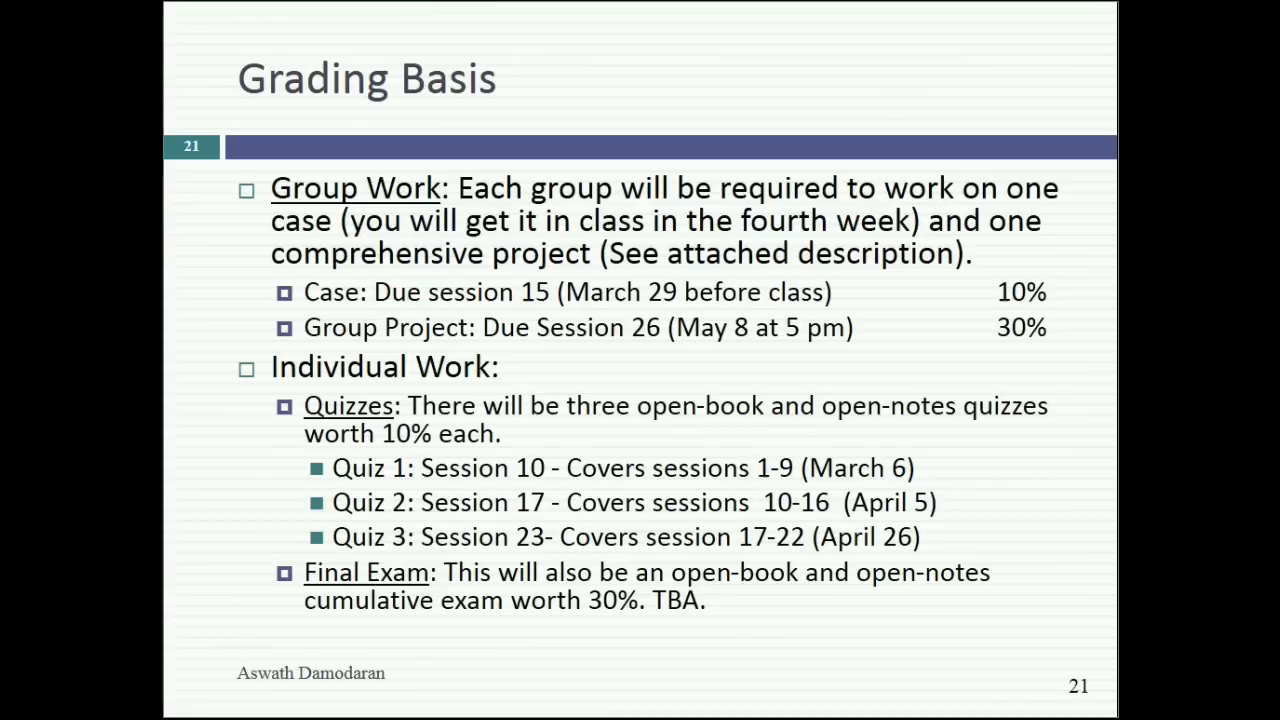 Grading Basis
21
Group Work: Each group will be required to work on one
case (you will get it in class in the fourth week) and one
comprehensive project (See attached description).
Case: Due session 15 (March 29 before class) 10%
Group Project: Due Session 26 (May 8 at 5 pm) 30%
Individual Work:
Quizzes: There will be three open-book and open-notes quizzes
worth 10% each.
Quiz 1: Session 10 - Covers sessions 1-9 (March 6)
Quiz 2: Session 17 - Covers sessions 10-16 (April 5)
Quiz 3: Session 23- Covers session 17-22 (April 26)
Final Exam: This will also be an open-book and open-notes
cumulative exam worth 30%. TBA.
Aswath Damodaran
21